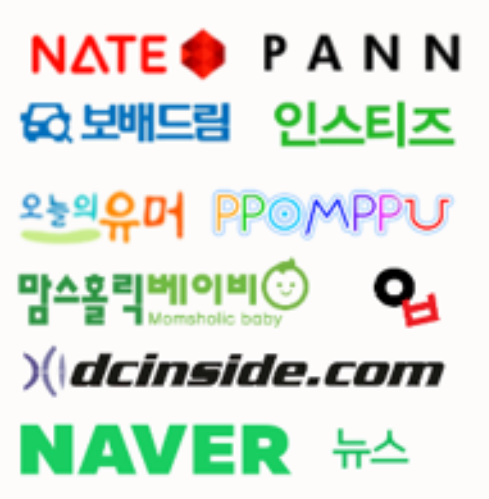 NATE PANN
보배드림 인스티즈
오늘의유머 PPOMPPU
맘스홀릭베이비 Momsholic baby
dcinside.com
NAVER 뉴스